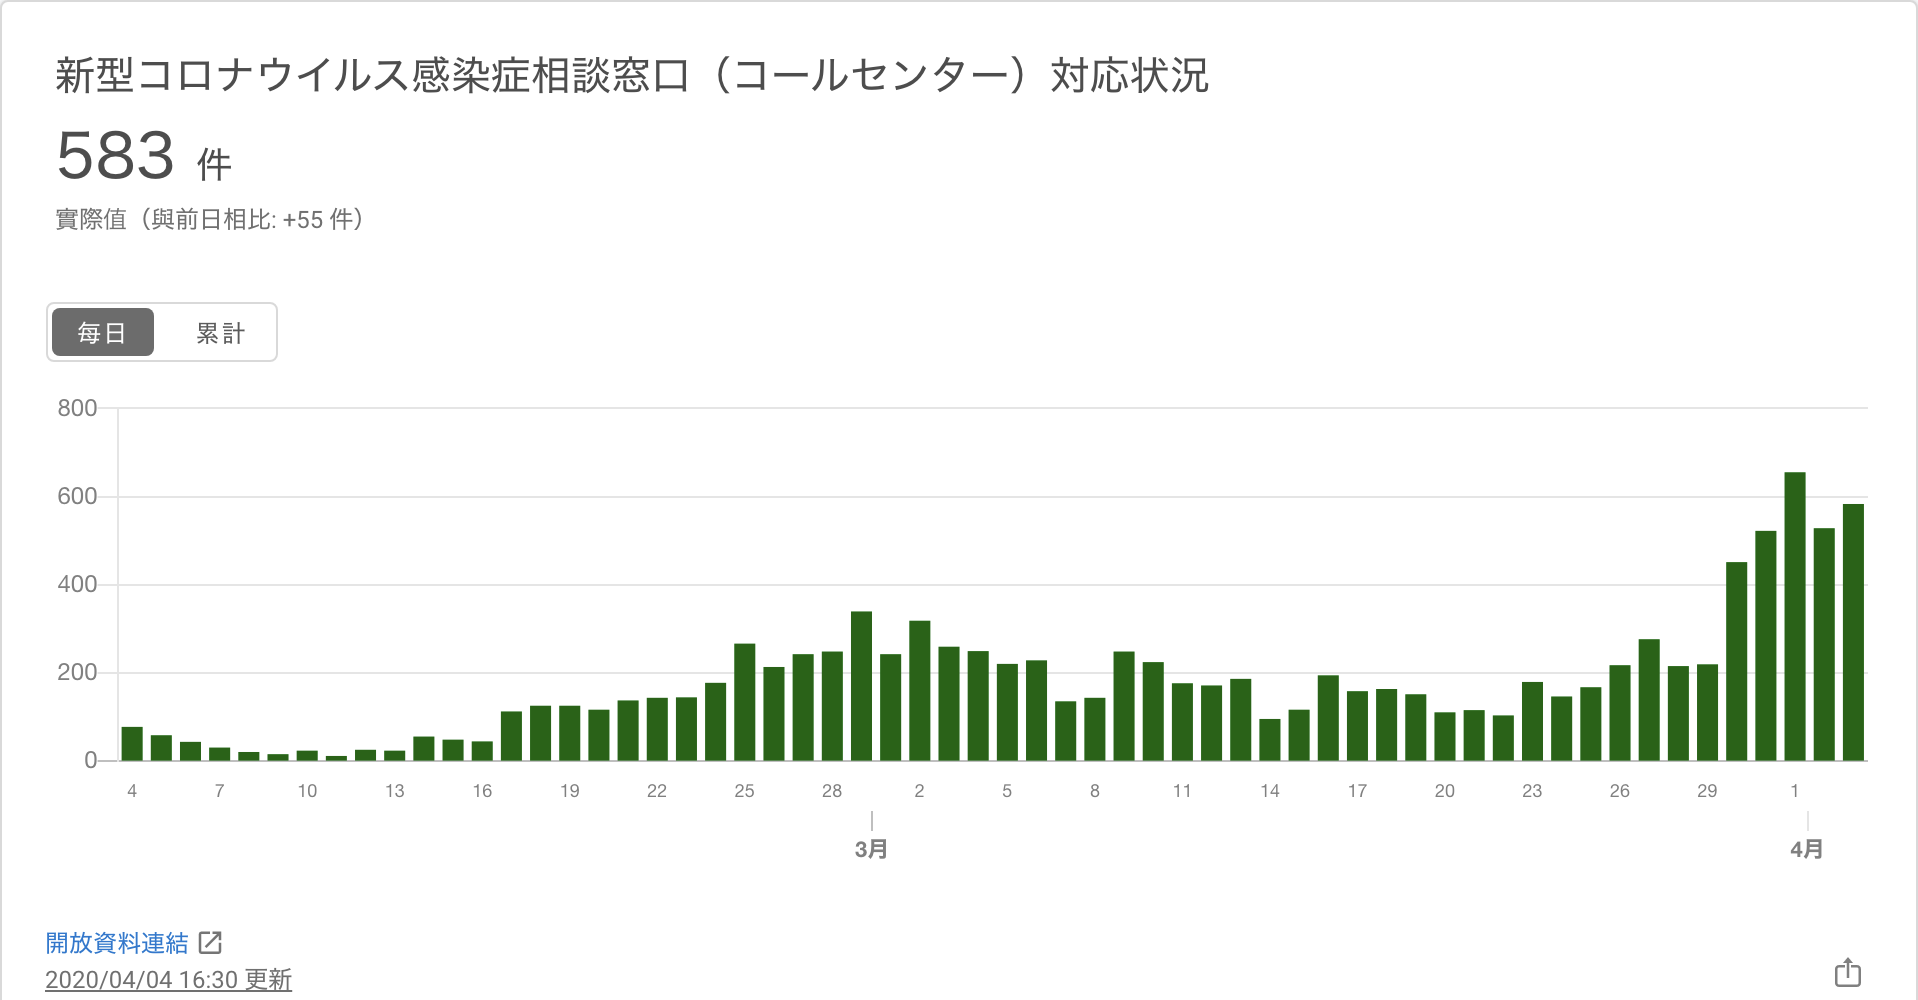 新型コロナウイルス感染症相談窓口（コールセンター）対応状況
583 件
實際值（與前日相比: +55 件）
每日 累計
800
600
400
200
0
4 7 10 13 16 19 22 25 28 2 5 8 11 14 17 20 23 26 29 1
3月 4月
開放資料連結
2020/04/04 16:30 更新